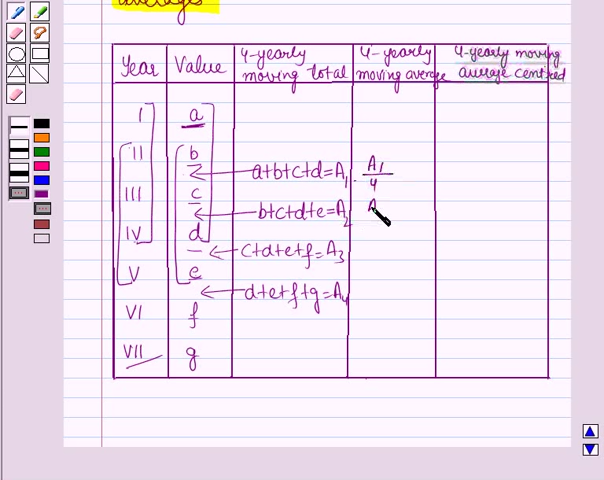 averages
Year Value 4-yearly moving total 4-yearly moving average 4-yearly moving average centred
I a
II b
a+b+c+d=A₁ A₁/4
III c
b+c+d+e=A₂ A
IV d
c+d+e+f=A₃
V e
d+e+f+g=A₄
VI f
VII g